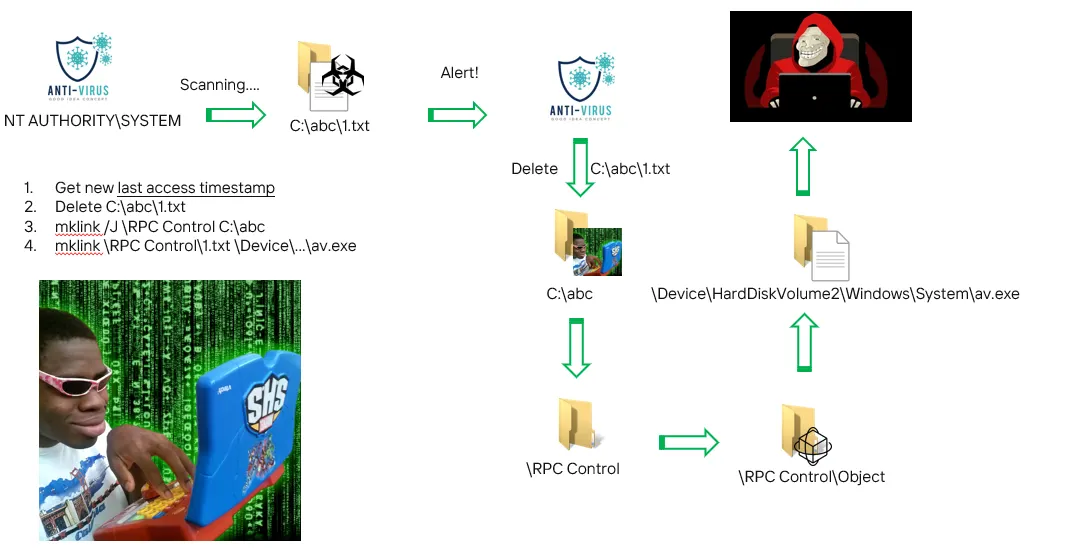 ANTI-VIRUS
GOOD IDEA CONCEPT
NT AUTHORITY\SYSTEM
Scanning....
C:\abc\1.txt
Alert!
ANTI-VIRUS
GOOD IDEA CONCEPT
Delete C:\abc\1.txt
1. Get new last access timestamp
2. Delete C:\abc\1.txt
3. mklink /J \RPC Control C:\abc
4. mklink \RPC Control\1.txt \Device\...\av.exe
C:\abc
\Device\HardDiskVolume2\Windows\System\av.exe
\RPC Control
\RPC Control\Object
SHS